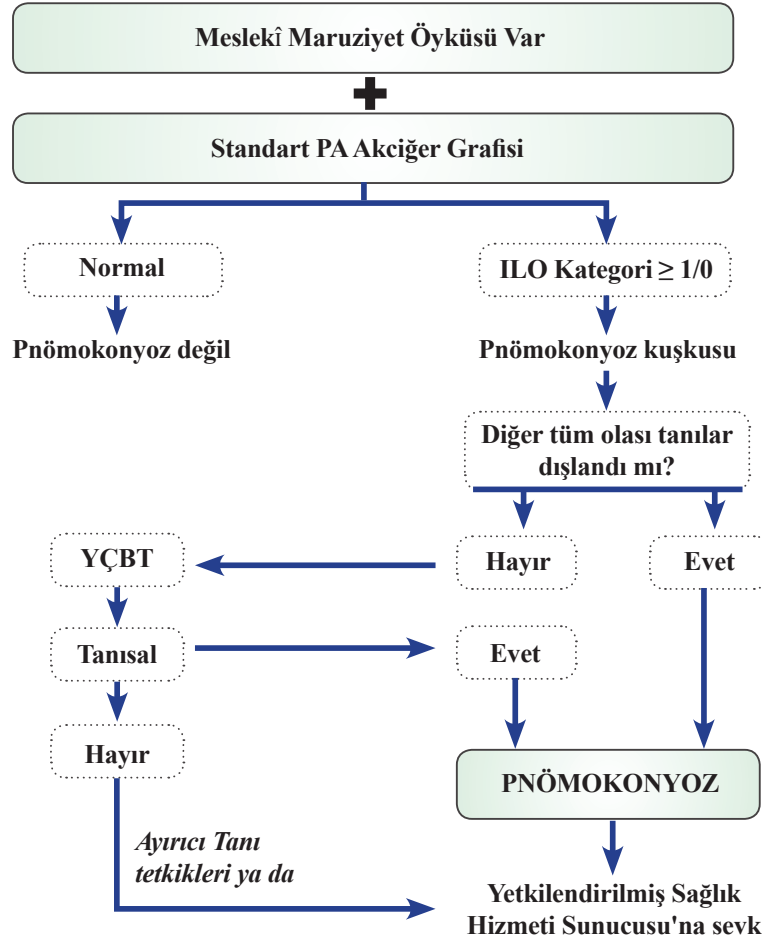 Meslekî Maruziyet Öyküsü Var
Standart PA Akciğer Grafisi
Normal
ILO Kategori ≥ 1/0
Pnömokonyoz değil
Pnömokonyoz kuşkusu
Diğer tüm olası tanılar
dışlandı mı?
YÇBT
Hayır
Evet
Tanısal
Evet
Hayır
PNÖMOKONYOZ
Ayırıcı Tanı
tetkikleri ya da
Yetkilendirilmiş Sağlık
Hizmeti Sunucusu'na sevk